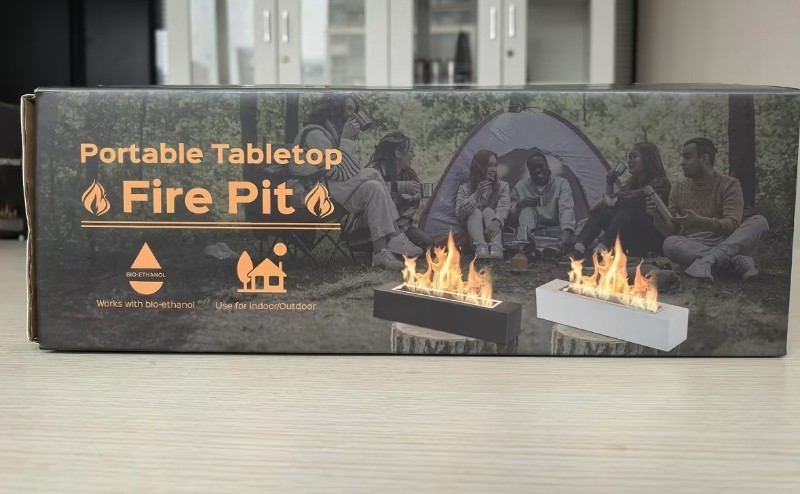 Portable Tabletop
Fire Pit
BIO-ETHANOL
Works with bio-ethanol
Use for Indoor/Outdoor